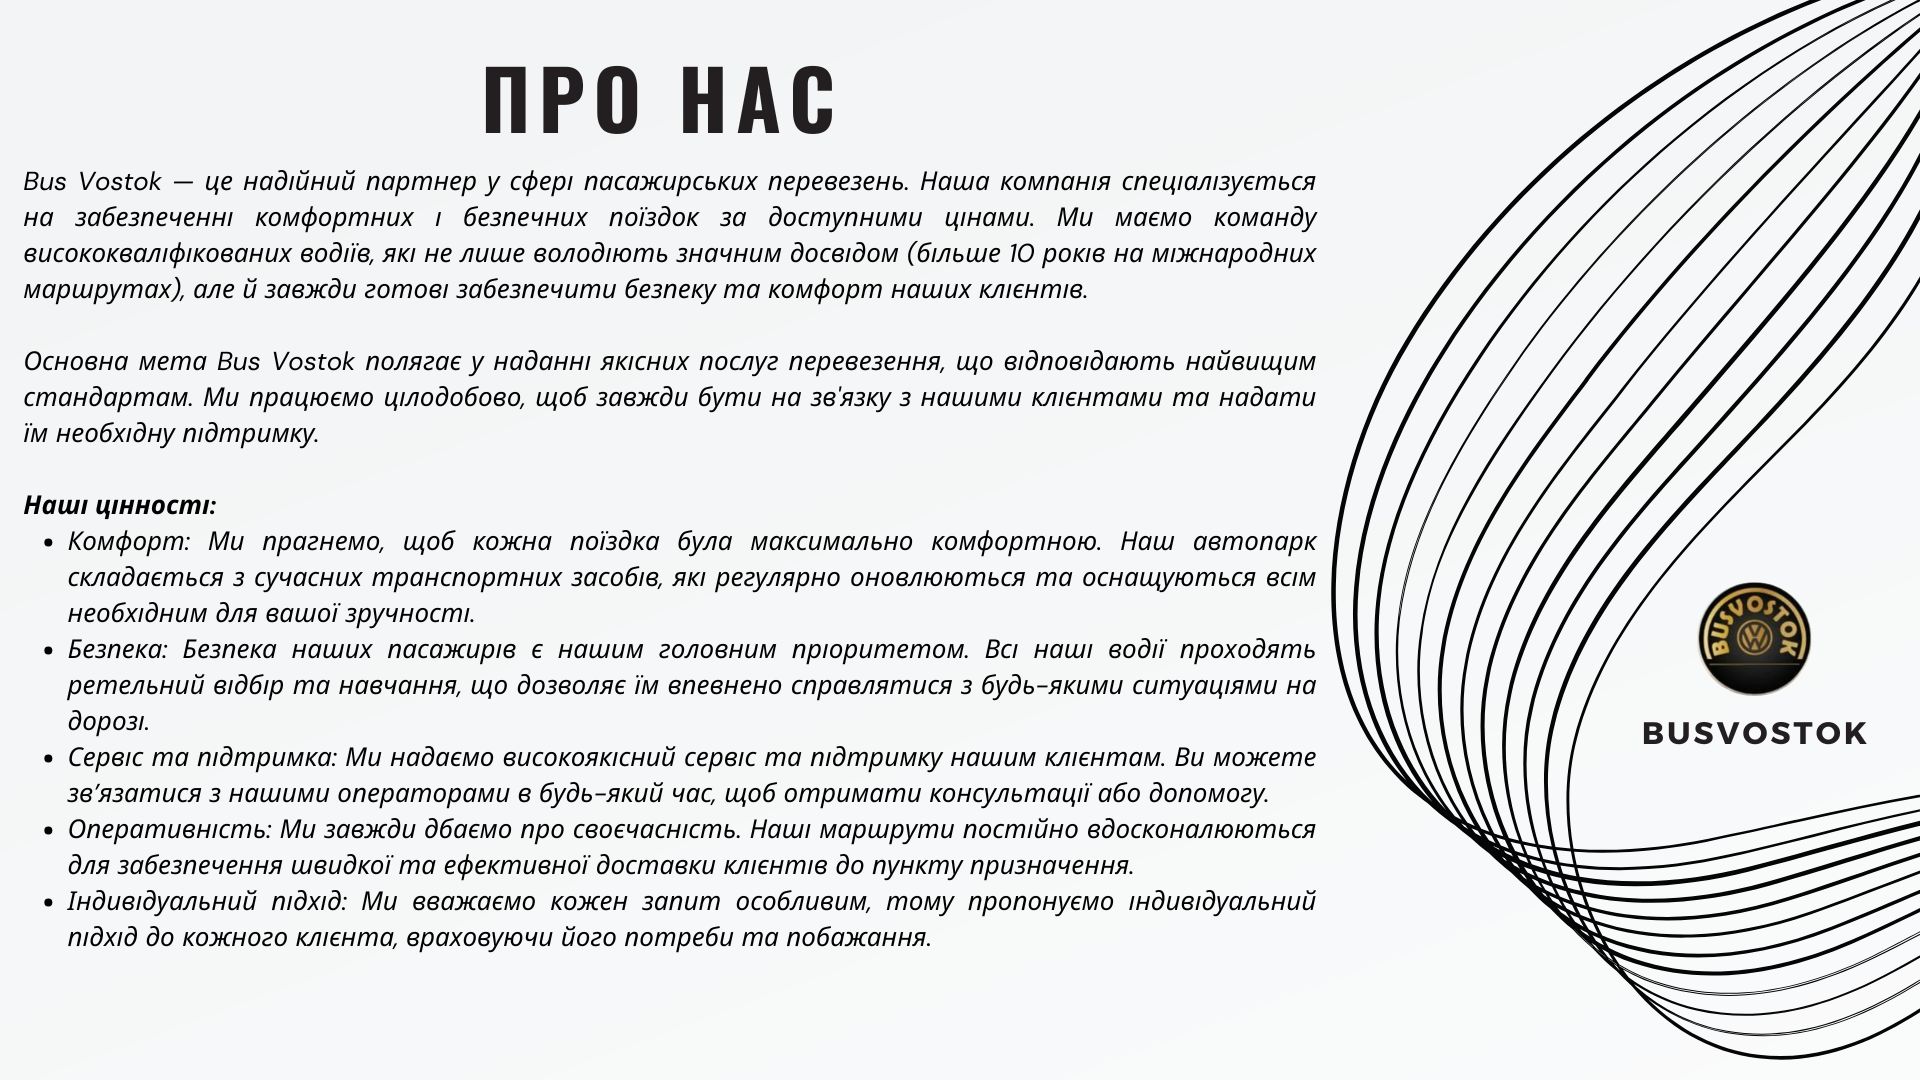 ПРО НАС
Bus Vostok — це надійний партнер у сфері пасажирських перевезень. Наша компанія спеціалізується
на забезпеченні комфортних і безпечних поїздок за доступними цінами. Ми маємо команду
висококваліфікованих водіїв, які не лише володіють значним досвідом (більше 10 років на міжнародних
маршрутах), але й завжди готові забезпечити безпеку та комфорт наших клієнтів.
Основна мета Bus Vostok полягає у наданні якісних послуг перевезення, що відповідають найвищим
стандартам. Ми працюємо цілодобово, щоб завжди бути на зв'язку з нашими клієнтами та надати
їм необхідну підтримку.
Наші цінності:
• Комфорт: Ми прагнемо, щоб кожна поїздка була максимально комфортною. Наш автопарк
складається з сучасних транспортних засобів, які регулярно оновлюються та оснащуються всім
необхідним для вашої зручності.
• Безпека: Безпека наших пасажирів є нашим головним пріоритетом. Всі наші водії проходять
ретельний відбір та навчання, що дозволяє їм впевнено справлятися з будь-якими ситуаціями на
дорозі.
• Сервіс та підтримка: Ми надаємо високоякісний сервіс та підтримку нашим клієнтам. Ви можете
зв’язатися з нашими операторами в будь-який час, щоб отримати консультації або допомогу.
• Оперативність: Ми завжди дбаємо про своєчасність. Наші маршрути постійно вдосконалюються
для забезпечення швидкої та ефективної доставки клієнтів до пункту призначення.
• Індивідуальний підхід: Ми вважаємо кожен запит особливим, тому пропонуємо індивідуальний
підхід до кожного клієнта, враховуючи його потреби та побажання.
BUSVOSTOK
BUSVOSTOK